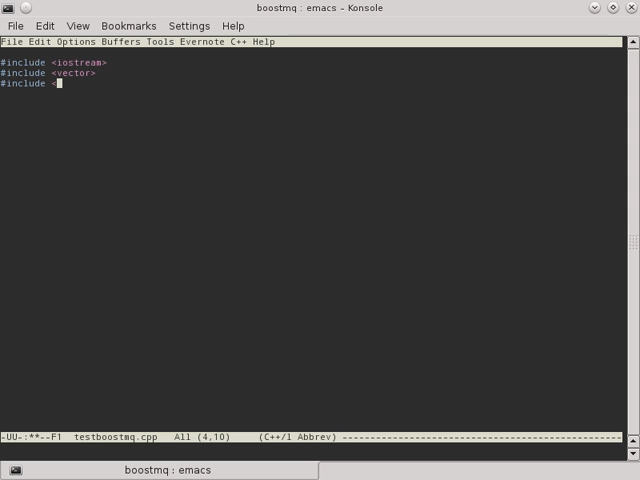 boostmq : emacs – Konsole
File Edit View Bookmarks Settings Help
File Edit Options Buffers Tools Evernote C++ Help
#include <iostream>
#include <vector>
#include <
-UU-:**--F1 testboostmq.cpp All (4,10) (C++/l Abbrev) --------------------------------------------------
boostmq : emacs